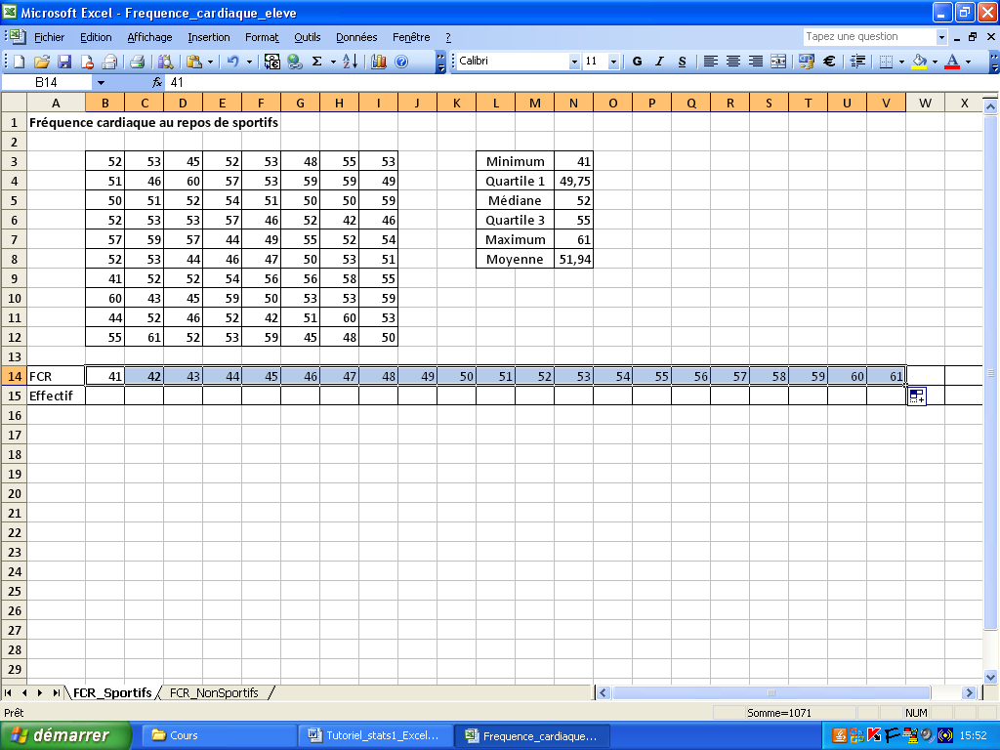 Microsoft Excel - Frequence_cardiaque_eleve
Fichier Edition Affichage Insertion Format Outils Données Fenêtre ? Tapez une question
Calibri 11 G I S €
B14 fx 41
A B C D E F G H I J K L M N O P Q R S T U V W X
1 Fréquence cardiaque au repos de sportifs
2
3 52 53 45 52 53 48 55 53 Minimum 41
4 51 46 60 57 53 59 59 49 Quartile 1 49,75
5 50 51 52 54 51 50 50 59 Médiane 52
6 52 53 53 57 46 52 42 46 Quartile 3 55
7 57 59 57 44 49 55 52 54 Maximum 61
8 52 53 44 46 47 50 53 51 Moyenne 51,94
9 41 52 52 54 56 56 58 55
10 60 43 45 59 50 53 53 59
11 44 52 46 52 42 51 60 53
12 55 61 52 53 59 45 48 50
13
14 FCR 41 42 43 44 45 46 47 48 49 50 51 52 53 54 55 56 57 58 59 60 61
15 Effectif
16
17
18
19
20
21
22
23
24
25
26
27
28
29
FCR_Sportifs FCR_NonSportifs
Prêt Somme=1071 NUM
démarrer Cours Tutoriel_stats1_Excel... Frequence_cardiaque... 15:52